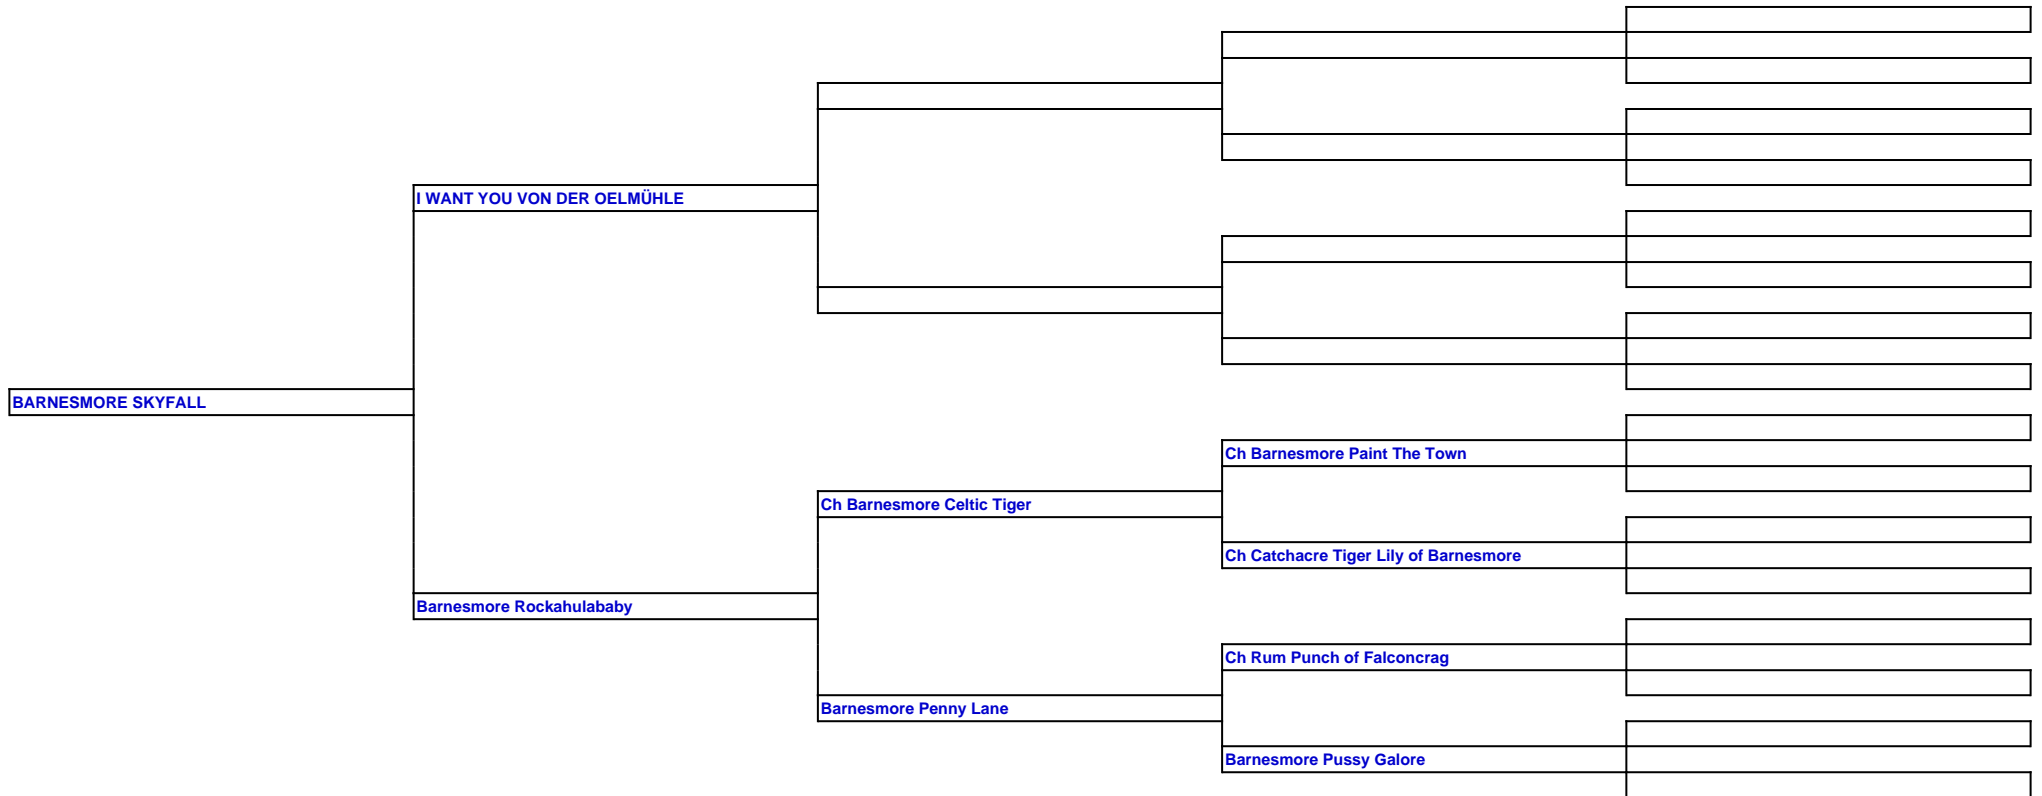 I WANT YOU VON DER OELMÜHLE
BARNESMORE SKYFALL
Ch Barnesmore Paint The Town
Ch Barnesmore Celtic Tiger
Ch Catchacre Tiger Lily of Barnesmore
Barnesmore Rockahulababy
Ch Rum Punch of Falconcrag
Barnesmore Penny Lane
Barnesmore Pussy Galore